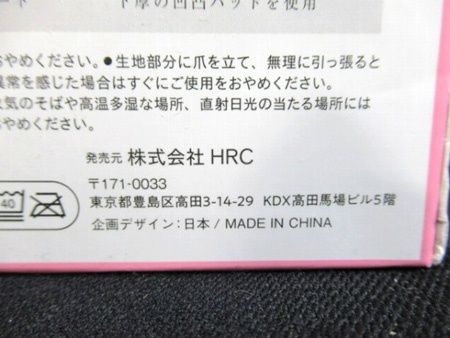 下厚の凹凸パッドを使用
おやめください。●生地部分に爪を立て、無理に引っ張ると
異常を感じた場合はすぐにご使用をおやめください。
火気のそばや高温多湿な場所、直射日光の当たる場所には
おやめください。
発売元 株式会社 HRC
〒171-0033
40
東京都豊島区高田3-14-29 KDX高田馬場ビル5階
企画デザイン:日本 / MADE IN CHINA